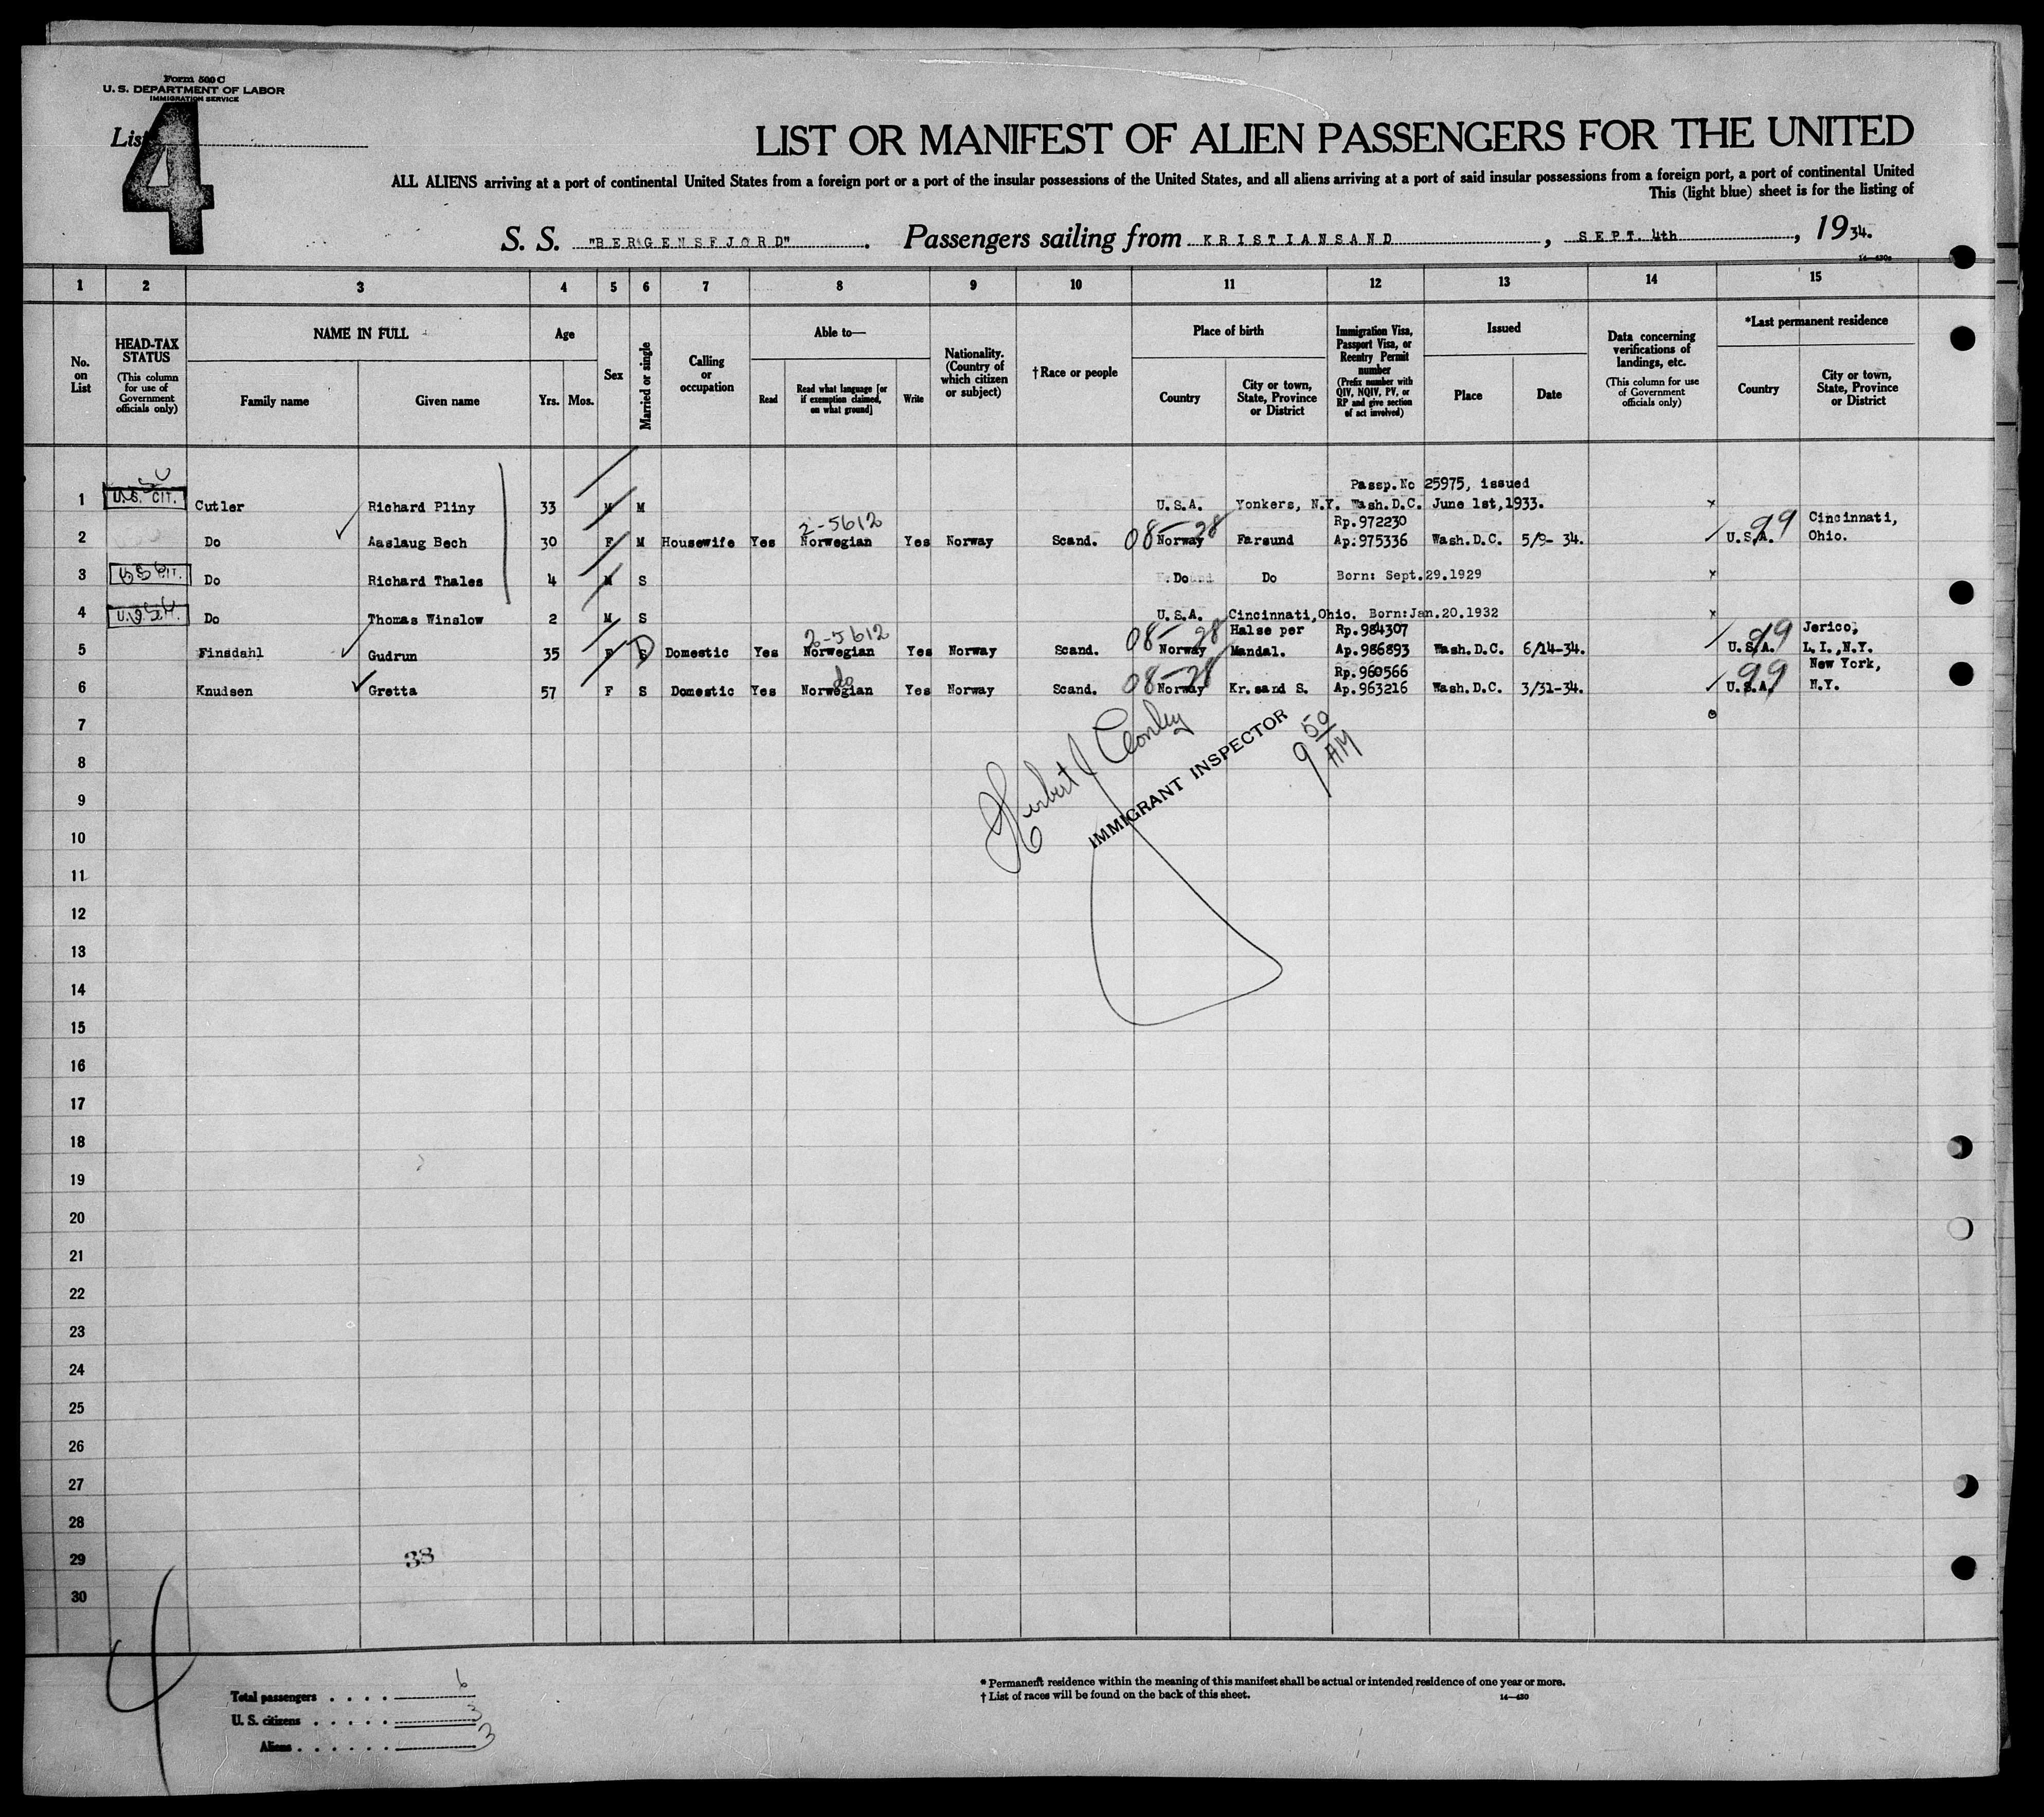 Form 500 C
U. S. DEPARTMENT OF LABOR
IMMIGRATION SERVICE
List
4
LIST OR MANIFEST OF ALIEN PASSENGERS FOR THE UNITED
ALL ALIENS arriving at a port of continental United States from a foreign port or a port of the insular possessions of the United States, and all aliens arriving at a port of said insular possessions from a foreign port, a port of continental United
This (light blue) sheet is for the listing of
S. S. "BERGENSFJORD". Passengers sailing from KRISTIANSAND, SEPT. 4th, 1934.
14—430a
1 2 3 4 5 6 7 8 9 10 11 12 13 14 15
No. on List
HEAD-TAX STATUS
(This column for use of Government officials only)
NAME IN FULL
Family name
Given name
Age
Yrs. Mos.
Sex
Married or single
Calling or occupation
Able to—
Read
Read what language [or if exemption claimed, on what ground]
Write
Nationality. (Country of which citizen or subject)
† Race or people
Place of birth
Country
City or town, State, Province or District
Immigration Visa, Passport Visa, or Reentry Permit number
(Prefix number with QIV, NQIV, PV, or RP and give section of act involved)
Issued
Place
Date
Data concerning verifications of landings, etc.
(This column for use of Government officials only)
*Last permanent residence
Country
City or town, State, Province or District
Passp.No 25975, issued
1 U.S. CIT. Cutler Richard Pliny 33 M M U.S.A. Yonkers, N.Y. Wash.D.C. June 1st,1933. x
2-5612 Rp.972230 Cincinnati,
2 Do Aaslaug Bech 30 F M Housewife Yes Norwegian Yes Norway Scand. 08-28 Norway Farsund Ap.975336 Wash.D.C. 5/9- 34. U.S.A. 99 Ohio.
3 Do Richard Thales 4 M S Do Do Born: Sept.29.1929 x
4 Do Thomas Winslow 2 M S U.S.A. Cincinnati,Ohio. Born:Jan.20.1932 x
2-5612 Halse per Rp.984307 Jerico,
5 Finsdahl Gudrun 35 F S Domestic Yes Norwegian Yes Norway Scand. 08-28 Norway Mandal. Ap.986893 Wash.D.C. 6/14-34. U.S.A. 99 L.I.,N.Y.
do Rp.960566 New York,
6 Knudsen Gretta 57 F S Domestic Yes Norwegian Yes Norway Scand. 08-28 Norway Kr.sand S. Ap.963216 Wash.D.C. 3/31-34. U.S.A. 99 N.Y.
7
8
9
10
11
12
13
14
15
16
17
18
19
20
21
22
23
24
25
26
27
28
29
30
Herbert J Conley
IMMIGRANT INSPECTOR
9 50 AM
38
4
Total passengers . . . . 6
U. S. citizens . . . . . 3
Aliens . . . . . . 3
* Permanent residence within the meaning of this manifest shall be actual or intended residence of one year or more.
† List of races will be found on the back of this sheet.
14—430